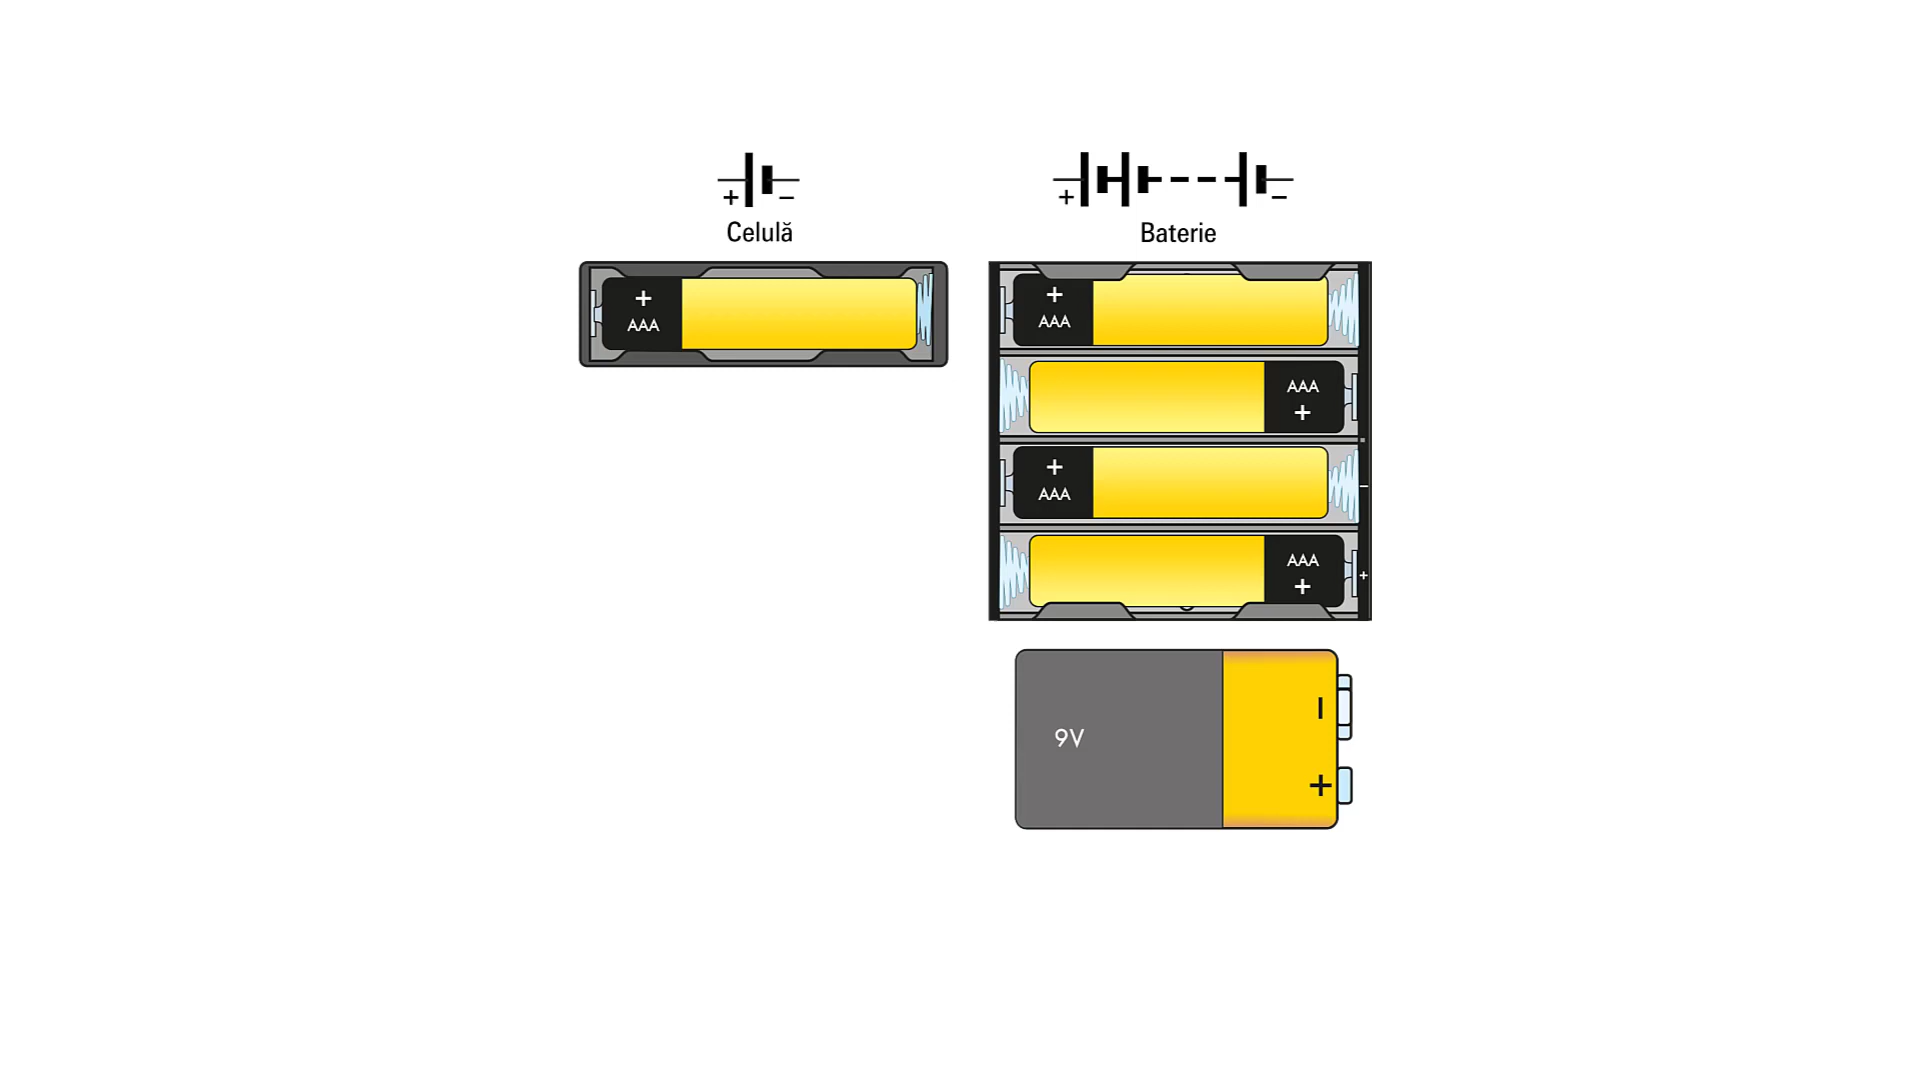 + −
Celulă
+ −
Baterie
+
AAA
+
AAA
AAA
+
+
AAA
−
AAA
+
+
9V
−
+